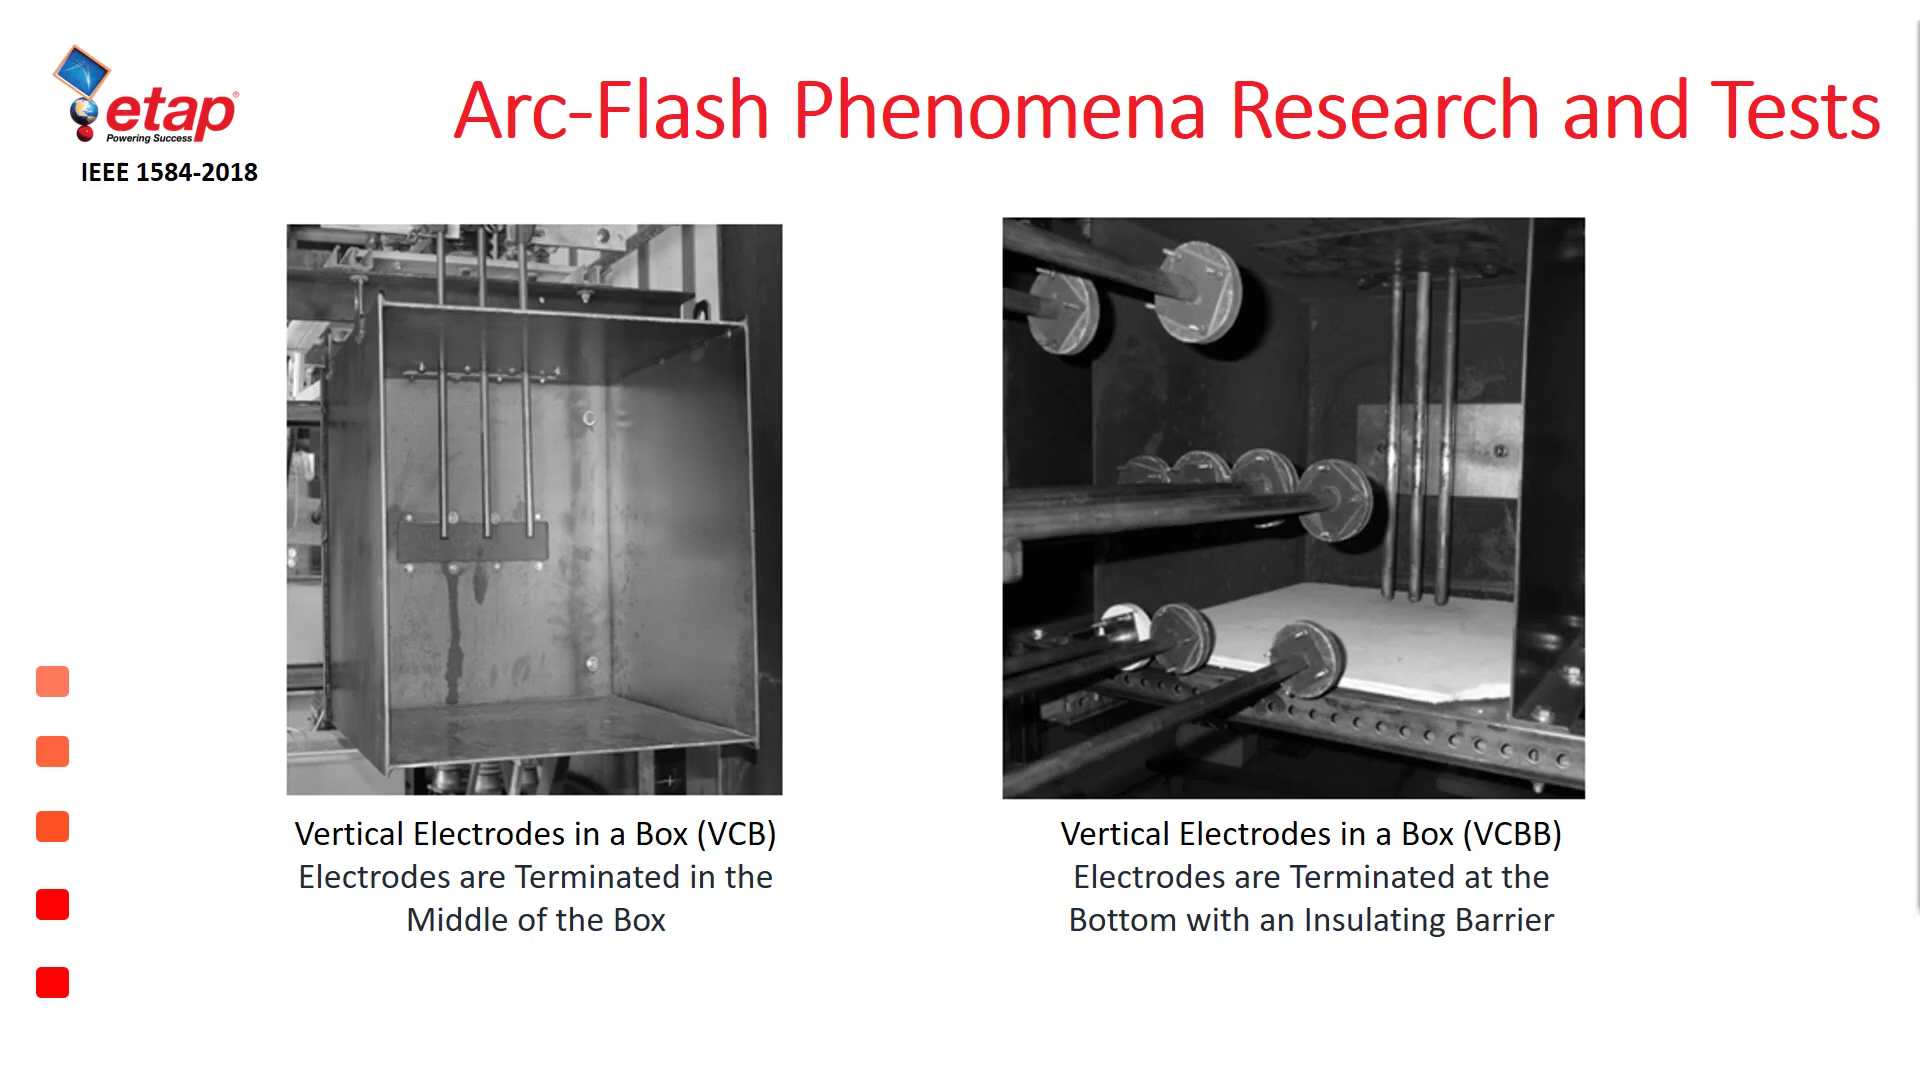 etap®
Powering Success
IEEE 1584-2018
Arc-Flash Phenomena Research and Tests
Vertical Electrodes in a Box (VCB)
Electrodes are Terminated in the
Middle of the Box
Vertical Electrodes in a Box (VCBB)
Electrodes are Terminated at the
Bottom with an Insulating Barrier